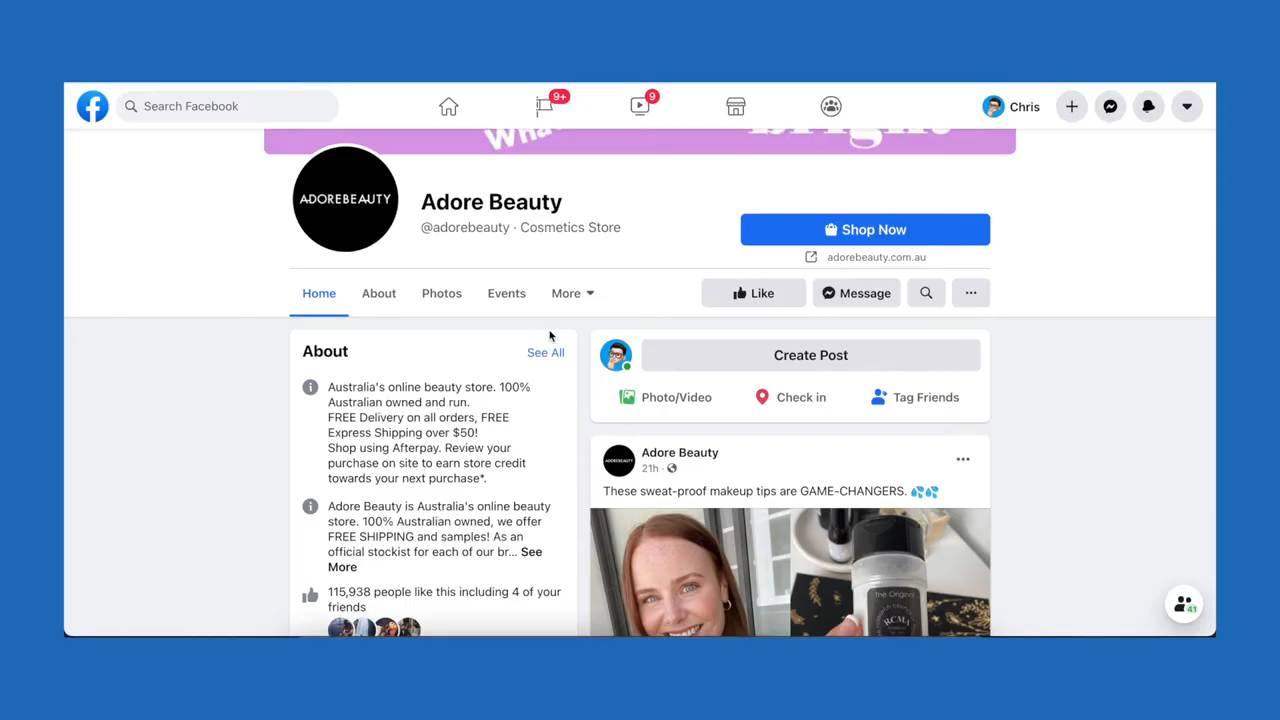 Search Facebook
9+
9
Chris
What
bright
ADOREBEAUTY
Adore Beauty
@adorebeauty · Cosmetics Store
Shop Now
adorebeauty.com.au
Home
About
Photos
Events
More
Like
Message
About
See All
Australia's online beauty store. 100%
Australian owned and run.
FREE Delivery on all orders, FREE
Express Shipping over $50!
Shop using Afterpay. Review your
purchase on site to earn store credit
towards your next purchase*.
Adore Beauty is Australia's online beauty
store. 100% Australian owned, we offer
FREE SHIPPING and samples! As an
official stockist for each of our br... See
More
115,938 people like this including 4 of your
friends
Create Post
Photo/Video
Check in
Tag Friends
ADOREBEAUTY
Adore Beauty
21h ·
These sweat-proof makeup tips are GAME-CHANGERS. 💦💦
The Original
RCMA
41